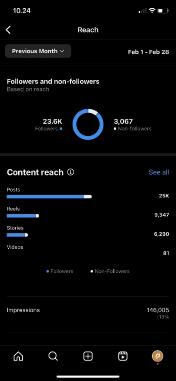 10.24
Reach
Previous Month
Feb 1 - Feb 28
Followers and non-followers
Based on reach
23.6K
Followers
3,067
Non-followers
Content reach
See all
Posts
25K
Reels
9,347
Stories
6,290
Videos
81
Followers
Non-Followers
Impressions
146,005